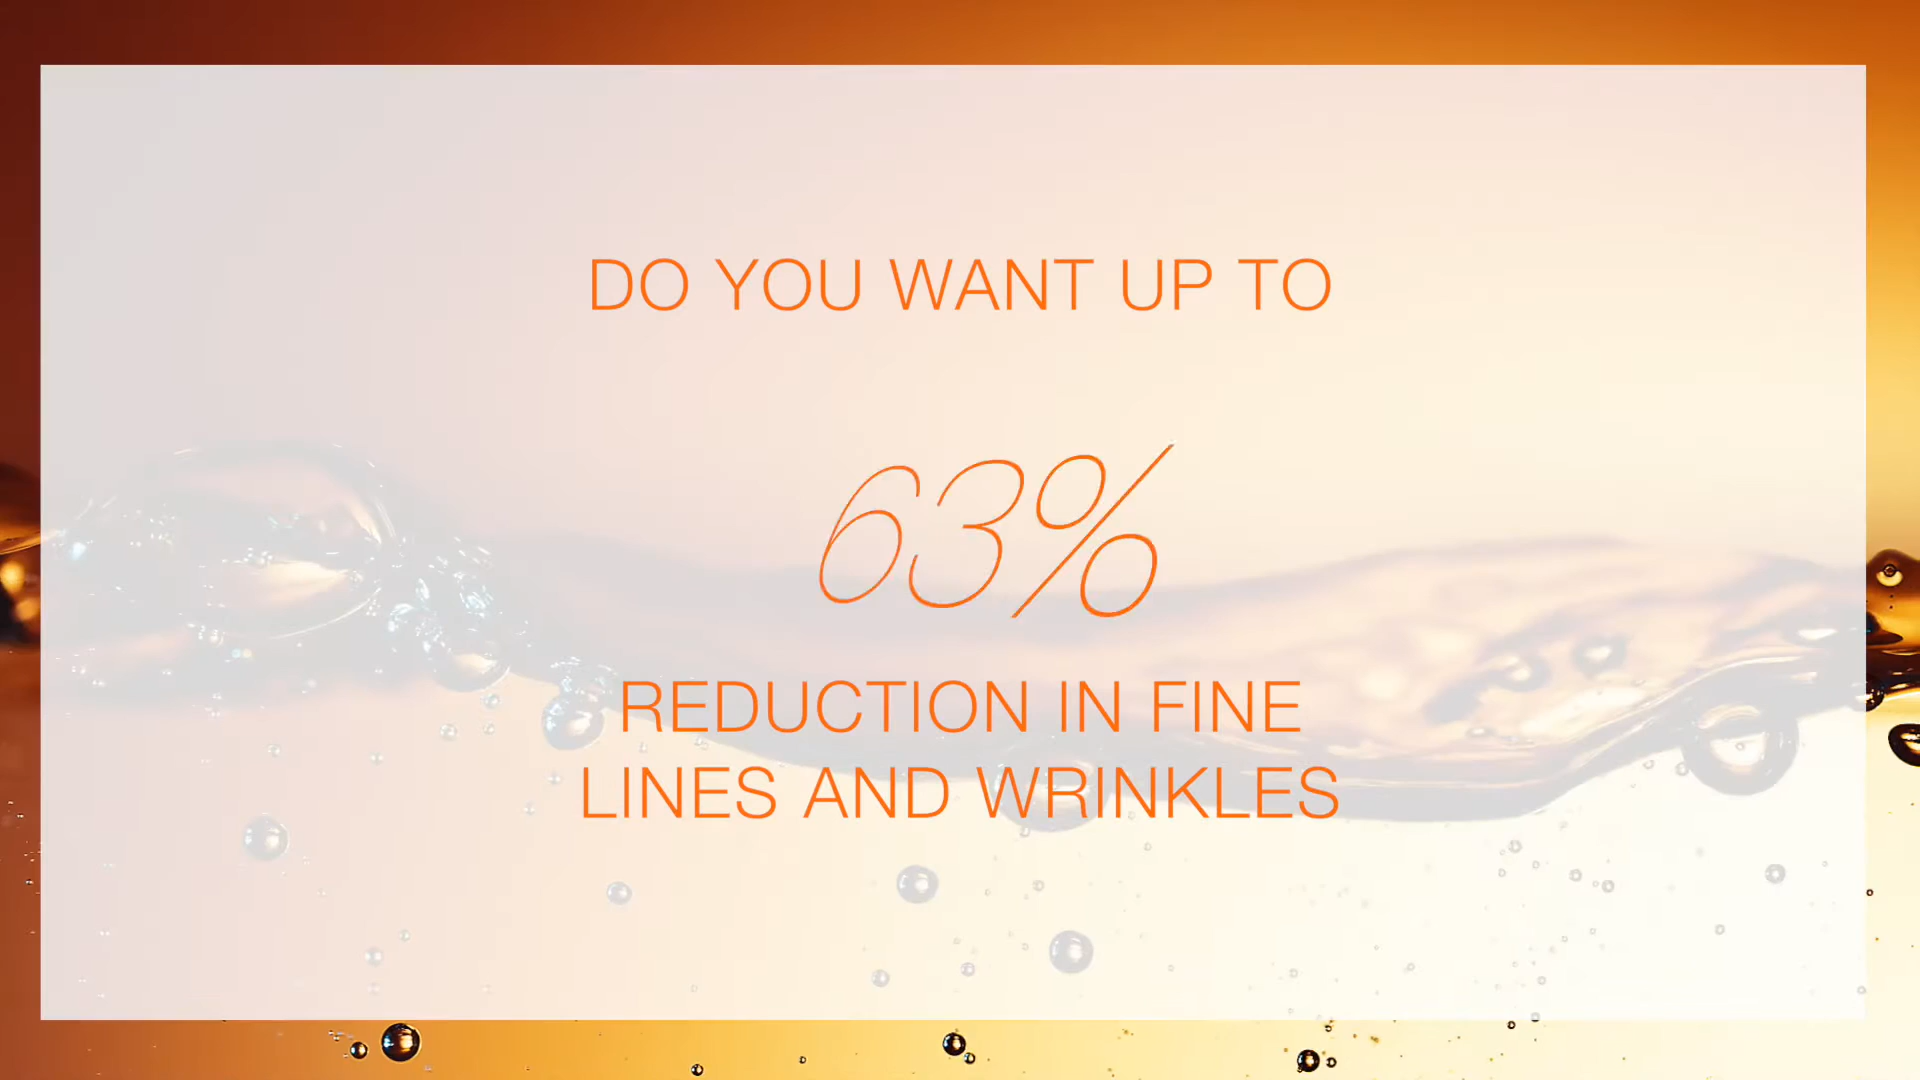 DO YOU WANT UP TO
63%
REDUCTION IN FINE
LINES AND WRINKLES